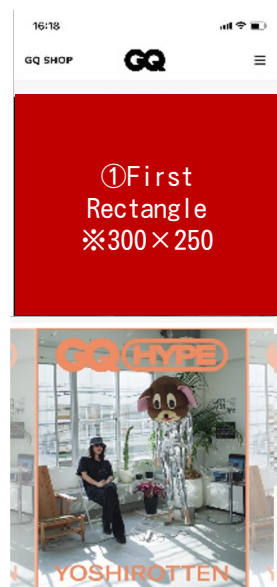 16:18
GQ SHOP
GQ
①First
Rectangle
※300×250
GQ HYPE
YOSHIROTTEN